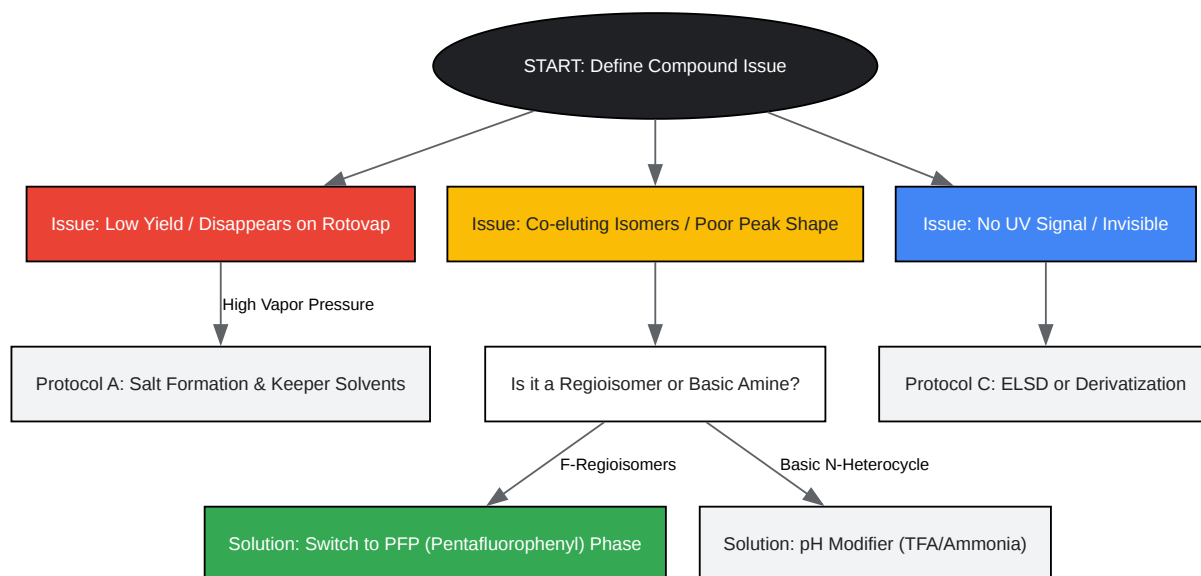 START: Define Compound Issue
Issue: Low Yield / Disappears on Rotovap
Issue: Co-eluting Isomers / Poor Peak Shape
Issue: No UV Signal / Invisible
High Vapor Pressure
Protocol A: Salt Formation & Keeper Solvents
Is it a Regioisomer or Basic Amine?
Protocol C: ELSD or Derivatization
F-Regioisomers
Basic N-Heterocycle
Solution: Switch to PFP (Pentafluorophenyl) Phase
Solution: pH Modifier (TFA/Ammonia)